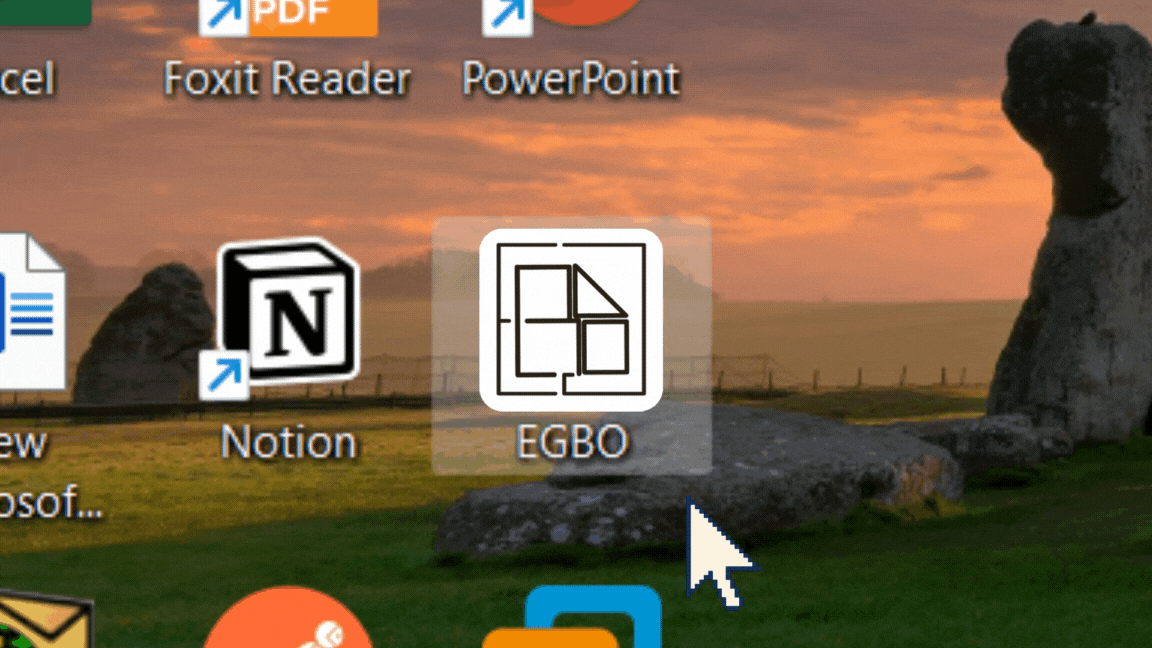 PDF
cel
Foxit Reader
PowerPoint
N
ew
Notion
EGBO
osof...